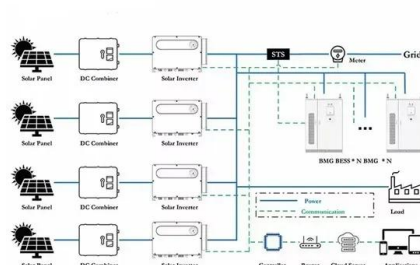 STS
Meter
Grid
Solar Panel
DC Combiner
Solar Inverter
Solar Panel
DC Combiner
Solar Inverter
BMG BESS * N BMG * N
Solar Panel
DC Combiner
Solar Inverter
Power
Communication
Load
Solar Panel
DC Combiner
Solar Inverter